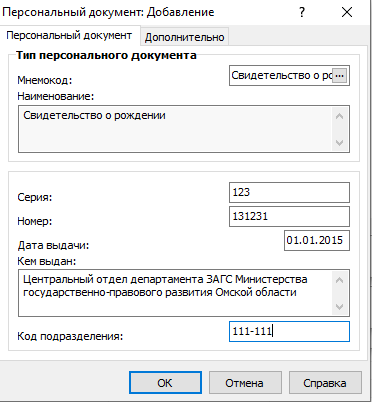 Персональный документ: Добавление ? ×
Персональный документ Дополнительно
Тип персонального документа
Мнемокод: Свидетельство о ро ...
Наименование:
Свидетельство о рождении
Серия: 123
Номер: 131231
Дата выдачи: 01.01.2015
Кем выдан:
Центральный отдел департамента ЗАГС Министерства
государственно-правового развития Омской области
Код подразделения: 111-111
ОК Отмена Справка